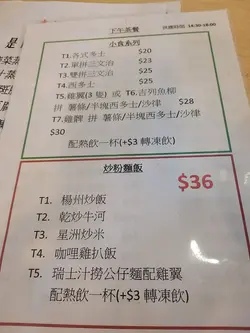 下午茶餐
供應時間 14:30-18:00
小食系列
T1.各式多士 $20
T2.單拼三文治 $23
T3.雙拼三文治 $25
T4.西多士 $25
T5.雞翼(3隻) 或 T6.吉列魚柳
拼 薯條/半塊西多士/沙律 $28
T7.雞髀 拼 薯條/半塊西多士/沙律
$30
配熱飲一杯(+$3 轉凍飲)
炒粉麵飯
$36
T1. 楊州炒飯
T2. 乾炒牛河
T3. 星洲炒米
T4. 咖喱雞扒飯
T5. 瑞士汁撈公仔麵配雞翼
配熱飲一杯(+$3 轉凍飲)